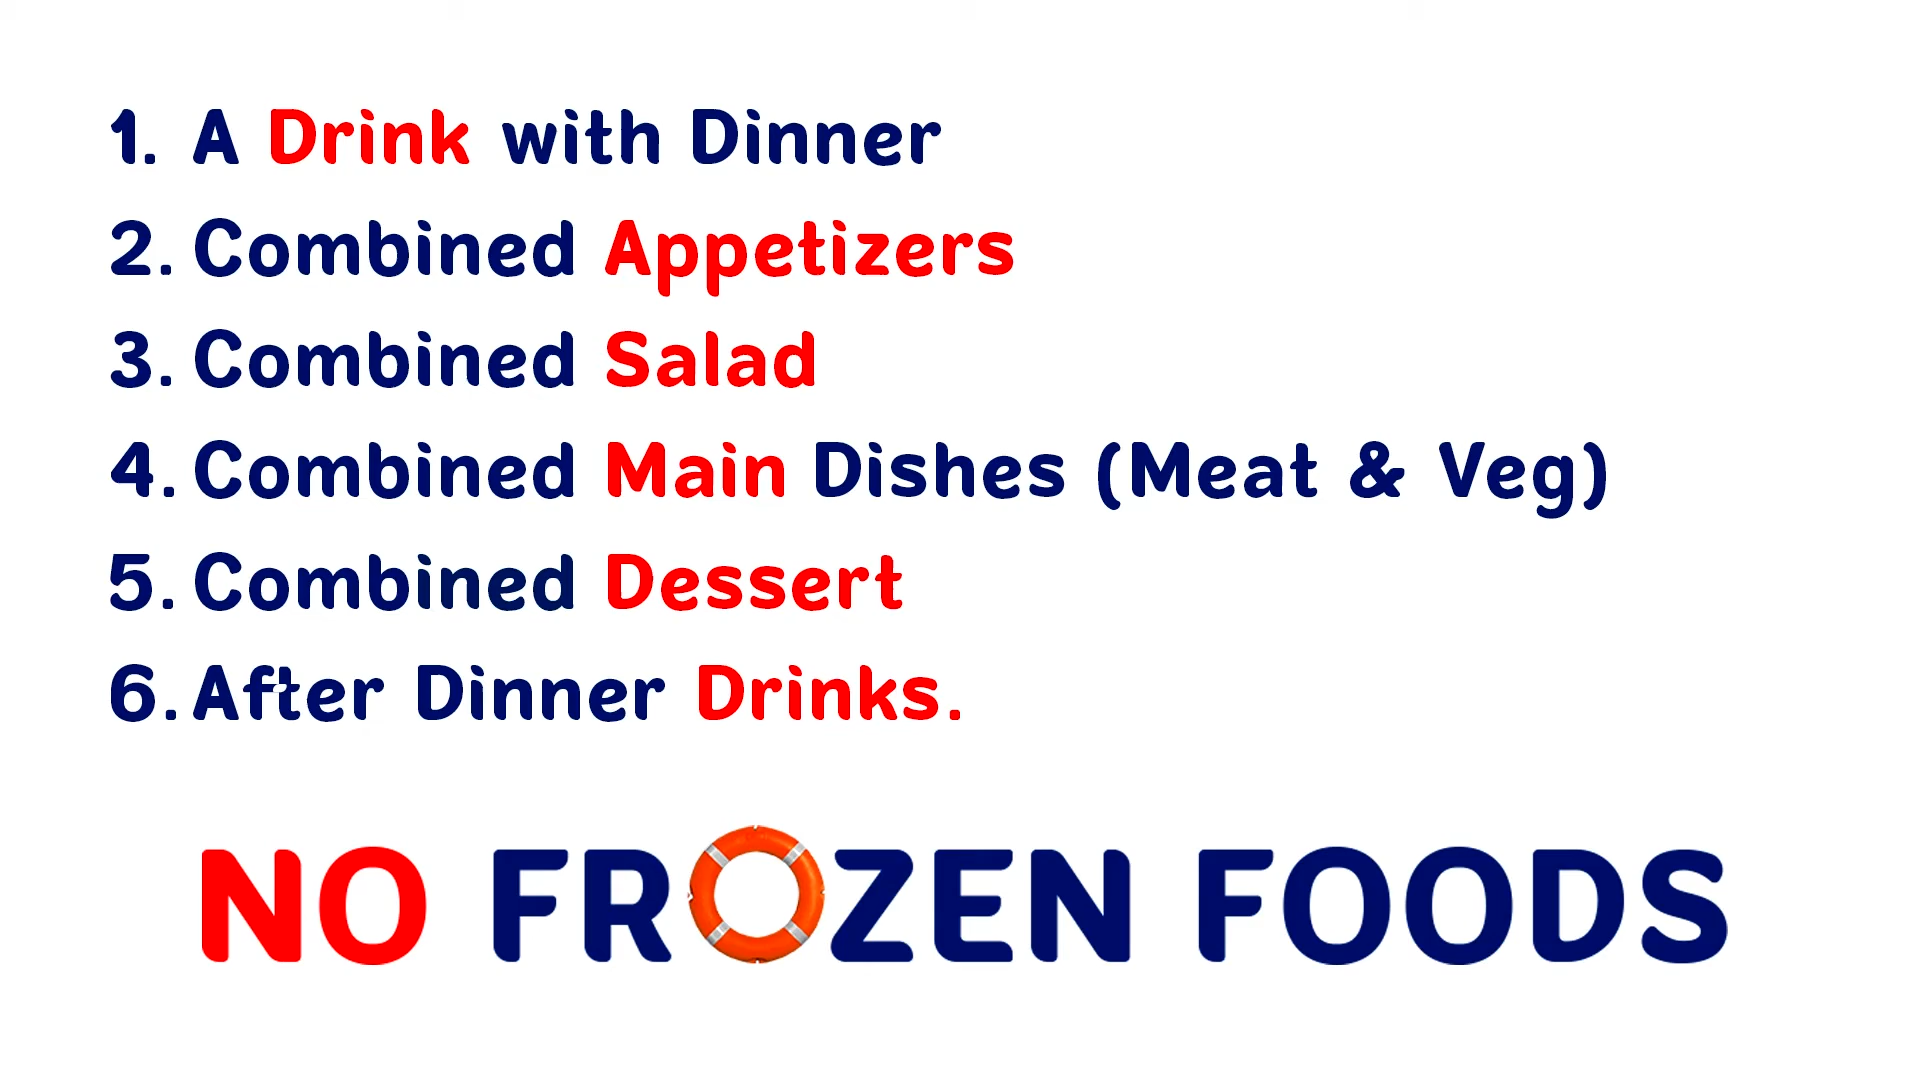 1. A Drink with Dinner
2. Combined Appetizers
3. Combined Salad
4. Combined Main Dishes (Meat & Veg)
5. Combined Dessert
6. After Dinner Drinks.
NO FROZEN FOODS